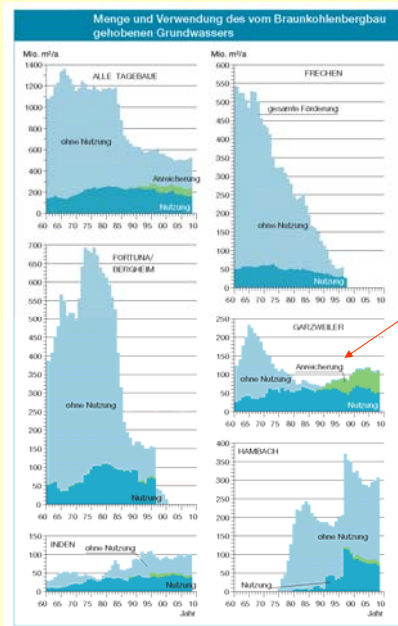 Menge und Verwendung des vom Braunkohlenbergbau
gehobenen Grundwassers
Mio. m³/a
1400
1200
1000
800
600
400
200
0
ALLE TAGEBAUE
ohne Nutzung
Anreicherung
Nutzung
60 65 70 75 80 85 90 95 00 05 10
Mio. m³/a
600
550
500
450
400
350
300
250
200
150
100
50
0
FRECHEN
gesamte Förderung
ohne Nutzung
Nutzung
60 65 70 75 80 85 90 95 00 05 10
700
650
600
550
500
450
400
350
300
250
200
150
100
50
0
FORTUNA/
BERGHEIM
ohne Nutzung
Nutzung
60 65 70 75 80 85 90 95 00 05 10
250
200
150
100
50
0
GARZWEILER
Anreicherung
ohne Nutzung
Nutzung
60 65 70 75 80 85 90 95 00 05 10
400
350
300
250
200
150
100
50
0
HAMBACH
ohne Nutzung
Nutzung
60 65 70 75 80 85 90 95 00 05 10
Jahr
150
100
50
0
INDEN
ohne Nutzung
Nutzung
60 65 70 75 80 85 90 95 00 05 10
Jahr